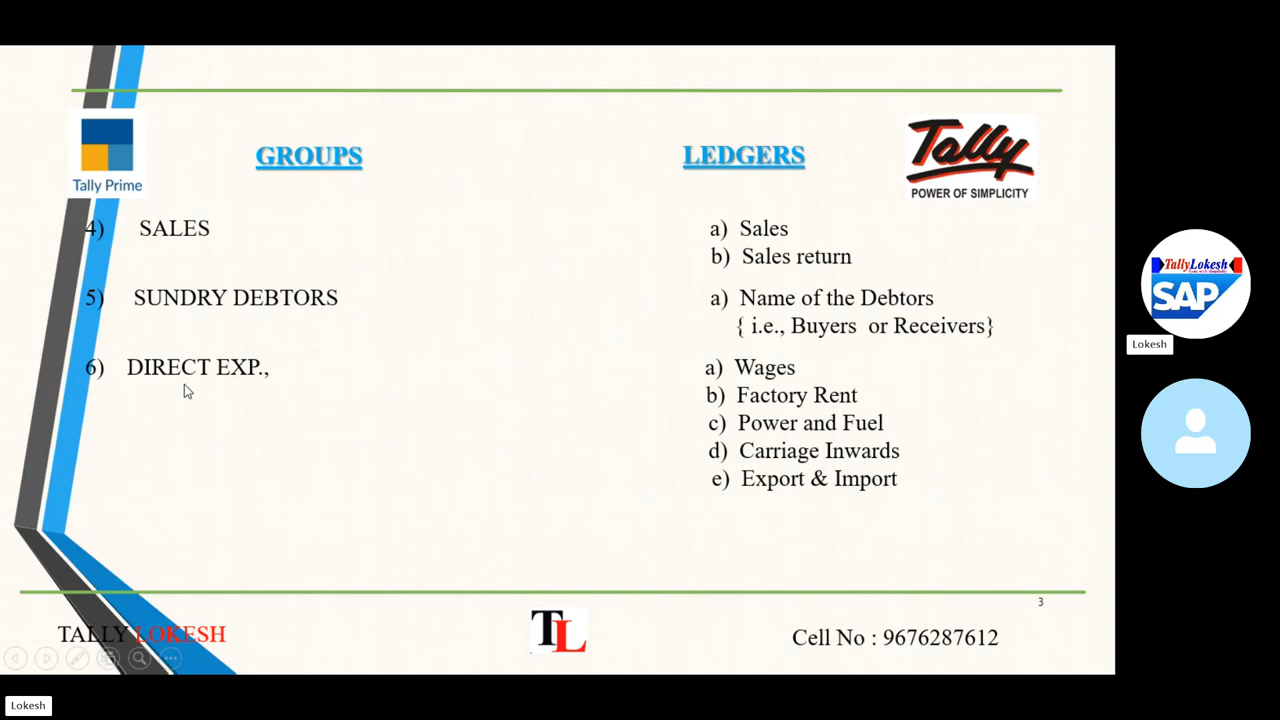 GROUPS
LEDGERS
Tally
POWER OF SIMPLICITY
Tally Prime
4) SALES
a) Sales
b) Sales return
5) SUNDRY DEBTORS
a) Name of the Debtors
{ i.e., Buyers or Receivers}
6) DIRECT EXP.,
a) Wages
b) Factory Rent
c) Power and Fuel
d) Carriage Inwards
e) Export & Import
3
TALLY LOKESH
TL
Cell No : 9676287612
TallyLokesh
SAP
Lokesh
Lokesh